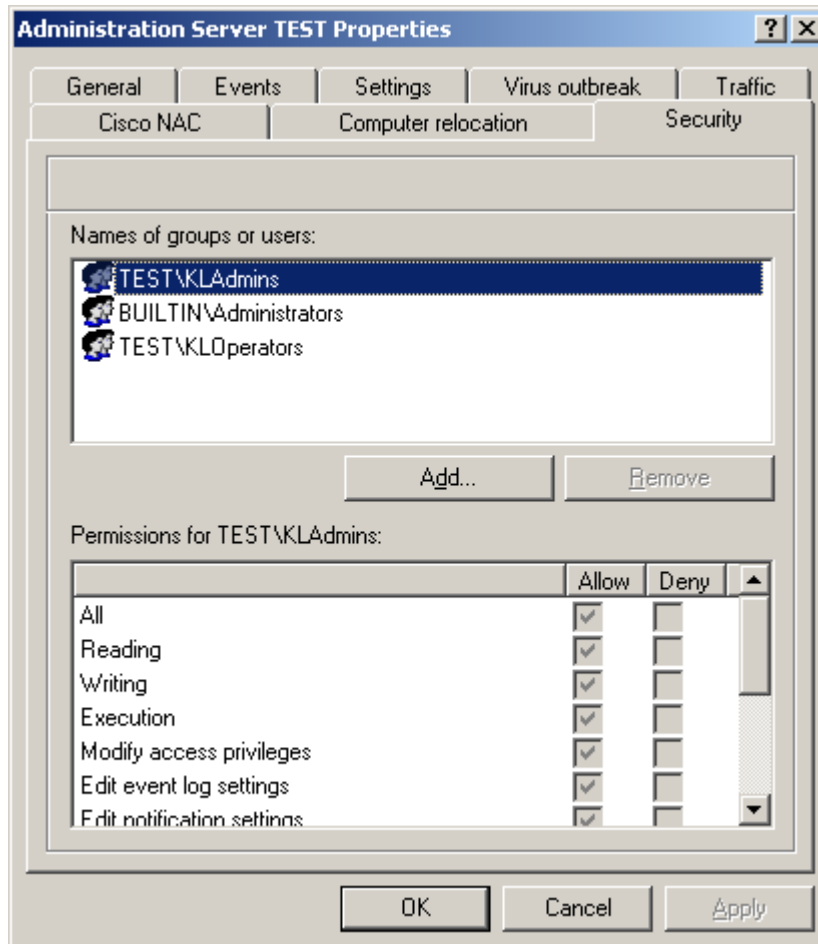 Administration Server TEST Properties
General Events Settings Virus outbreak Traffic
Cisco NAC Computer relocation Security
Names of groups or users:
TEST\KLAdmins
BUILTIN\Administrators
TEST\KLOperators
Add... Remove
Permissions for TEST\KLAdmins:
Allow Deny
All
Reading
Writing
Execution
Modify access privileges
Edit event log settings
Edit notification settings
OK Cancel Apply